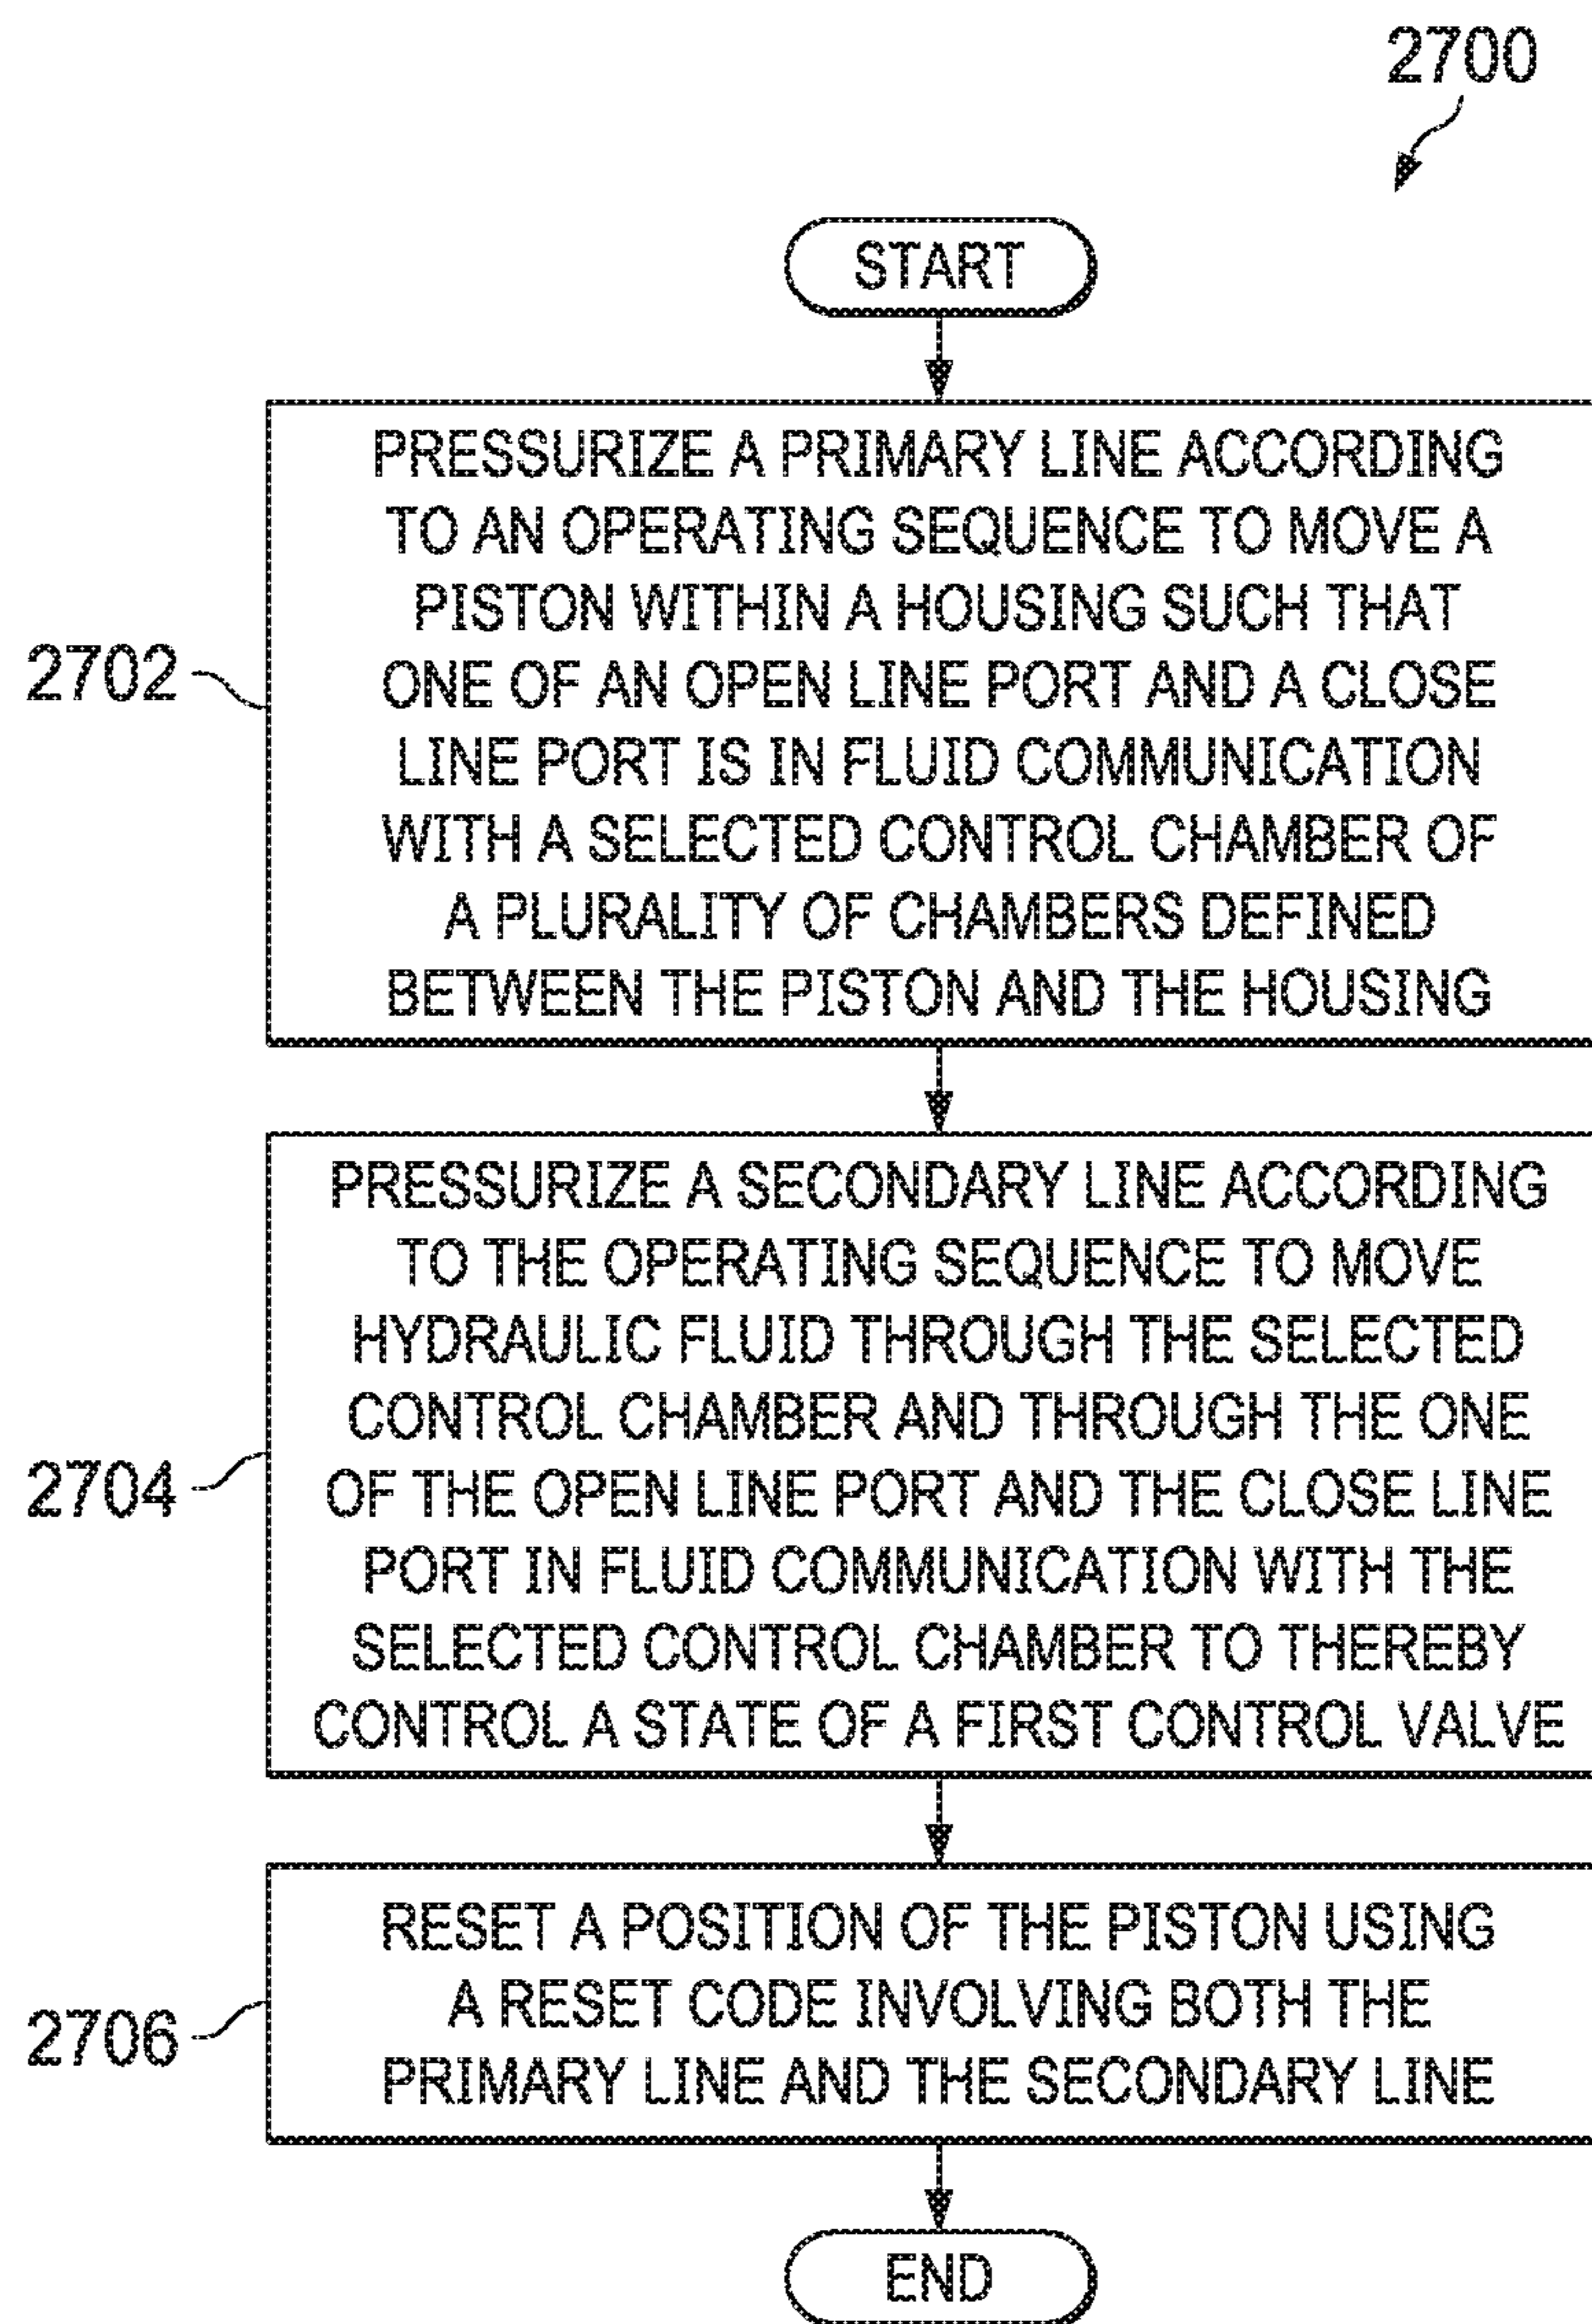 2700
START
PRESSURIZE A PRIMARY LINE ACCORDING
TO AN OPERATING SEQUENCE TO MOVE A
PISTON WITHIN A HOUSING SUCH THAT
ONE OF AN OPEN LINE PORT AND A CLOSE
LINE PORT IS IN FLUID COMMUNICATION
WITH A SELECTED CONTROL CHAMBER OF
A PLURALITY OF CHAMBERS DEFINED
BETWEEN THE PISTON AND THE HOUSING
2702
PRESSURIZE A SECONDARY LINE ACCORDING
TO THE OPERATING SEQUENCE TO MOVE
HYDRAULIC FLUID THROUGH THE SELECTED
CONTROL CHAMBER AND THROUGH THE ONE
OF THE OPEN LINE PORT AND THE CLOSE LINE
PORT IN FLUID COMMUNICATION WITH THE
SELECTED CONTROL CHAMBER TO THEREBY
CONTROL A STATE OF A FIRST CONTROL VALVE
2704
RESET A POSITION OF THE PISTON USING
A RESET CODE INVOLVING BOTH THE
PRIMARY LINE AND THE SECONDARY LINE
2706
END